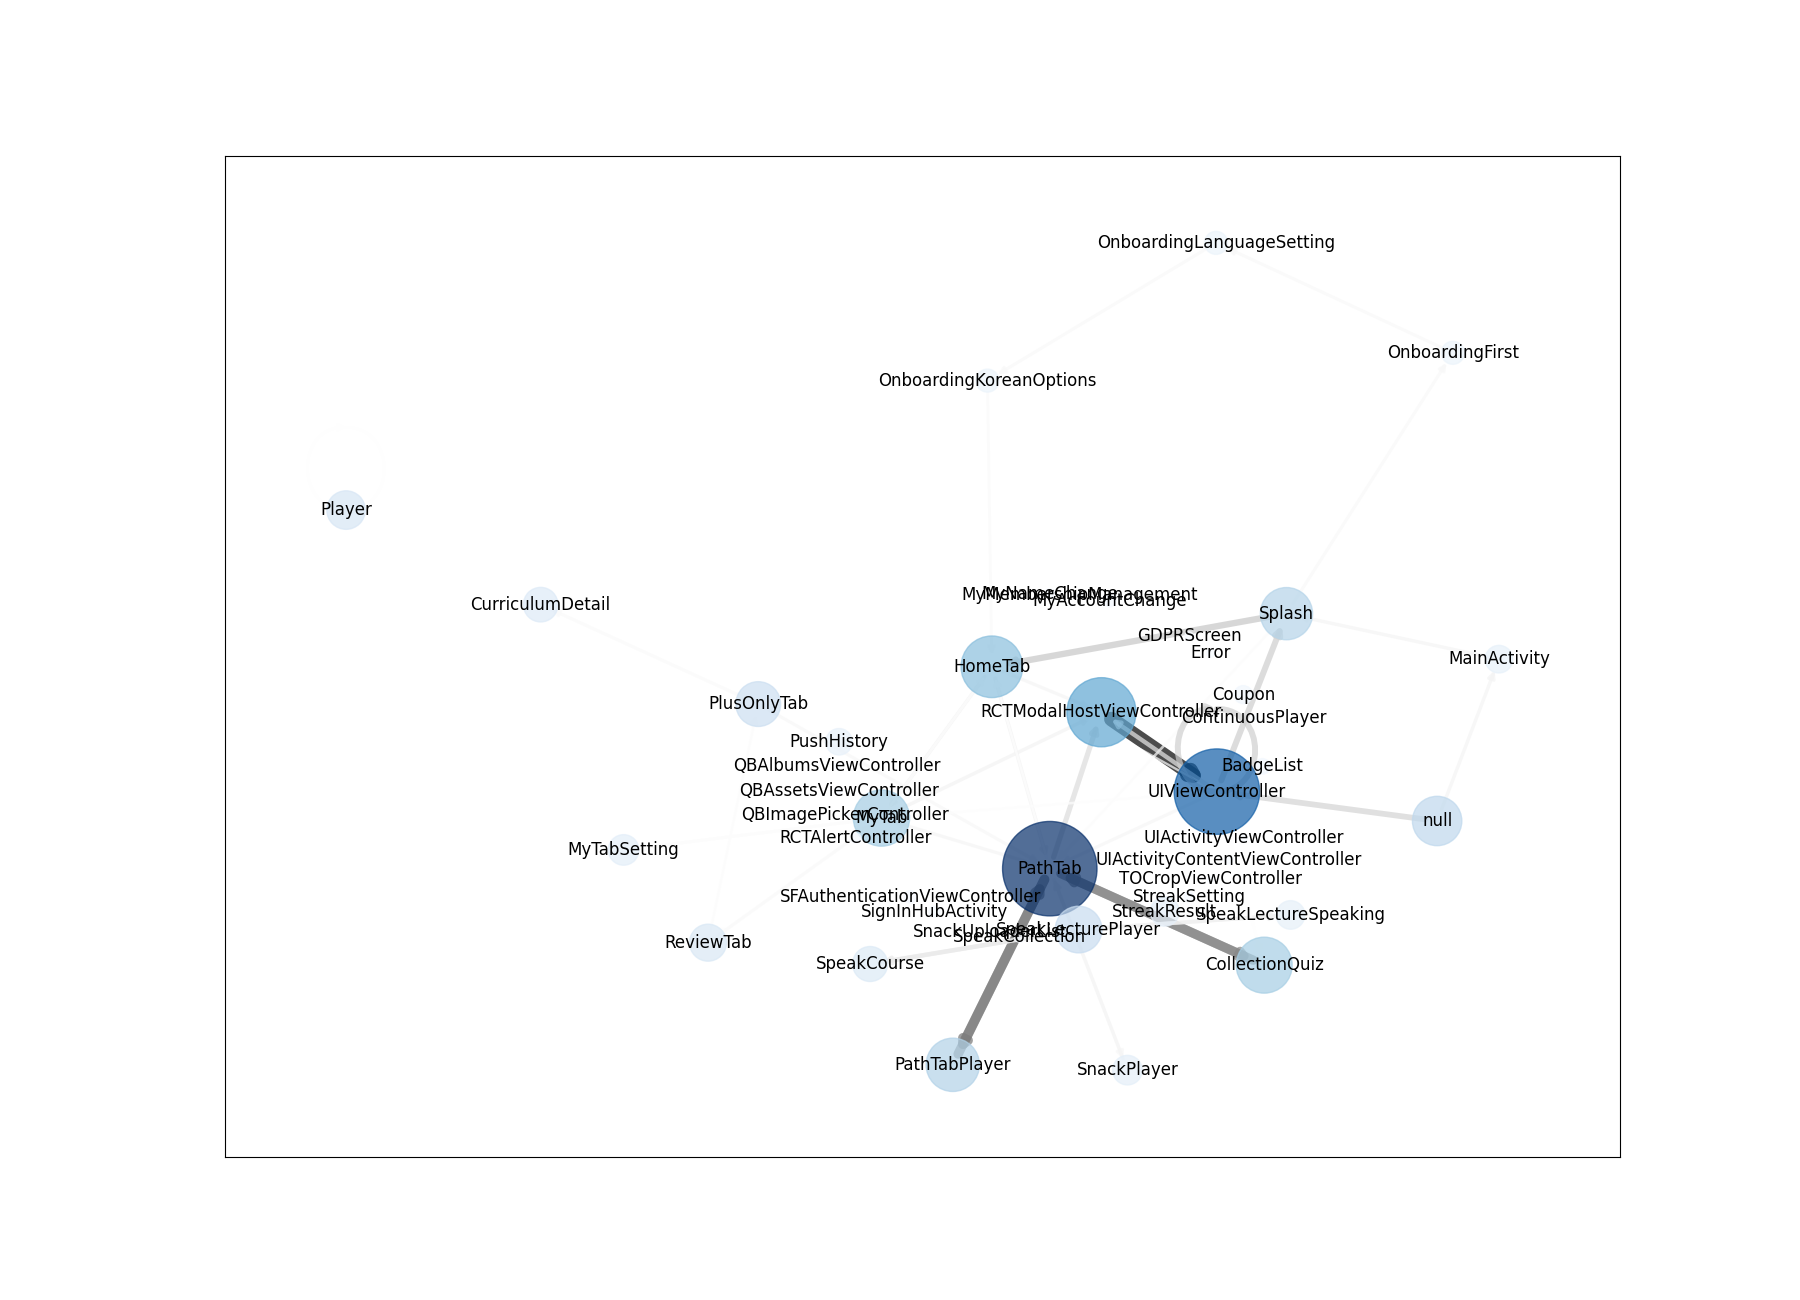 OnboardingLanguageSetting
OnboardingFirst
OnboardingKoreanOptions
Player
MyNameChange
MyMembershipManagement
MyAccountChange
CurriculumDetail
Splash
GDPRScreen
Error
MainActivity
HomeTab
Coupon
PlusOnlyTab
RCTModalHostViewController
ContinuousPlayer
PushHistory
QBAlbumsViewController
BadgeList
QBAssetsViewController
UIViewController
QBImagePickerController
MyTab
null
RCTAlertController
UIActivityViewController
MyTabSetting
UIActivityContentViewController
PathTab
TOCropViewController
SFAuthenticationViewController
StreakSetting
SignInHubActivity
StreakResult
SpeakLectureSpeaking
SnackUploaderList
SpeakLecturePlayer
SpeakCollection
ReviewTab
SpeakCourse
CollectionQuiz
PathTabPlayer
SnackPlayer